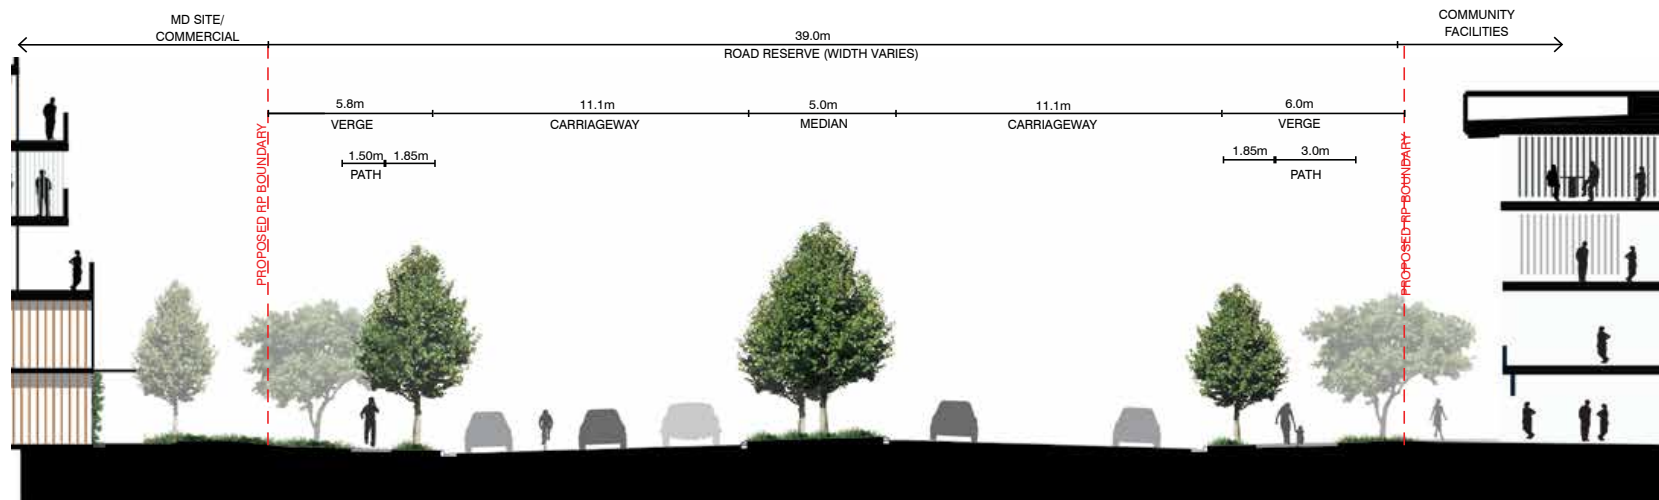 MD SITE/
COMMERCIAL
39.0m
ROAD RESERVE (WIDTH VARIES)
COMMUNITY
FACILITIES
5.8m
VERGE
11.1m
CARRIAGEWAY
5.0m
MEDIAN
11.1m
CARRIAGEWAY
6.0m
VERGE
1.50m
1.85m
PATH
1.85m
3.0m
PATH
PROPOSED RP BOUNDARY
PROPOSED RP BOUNDARY